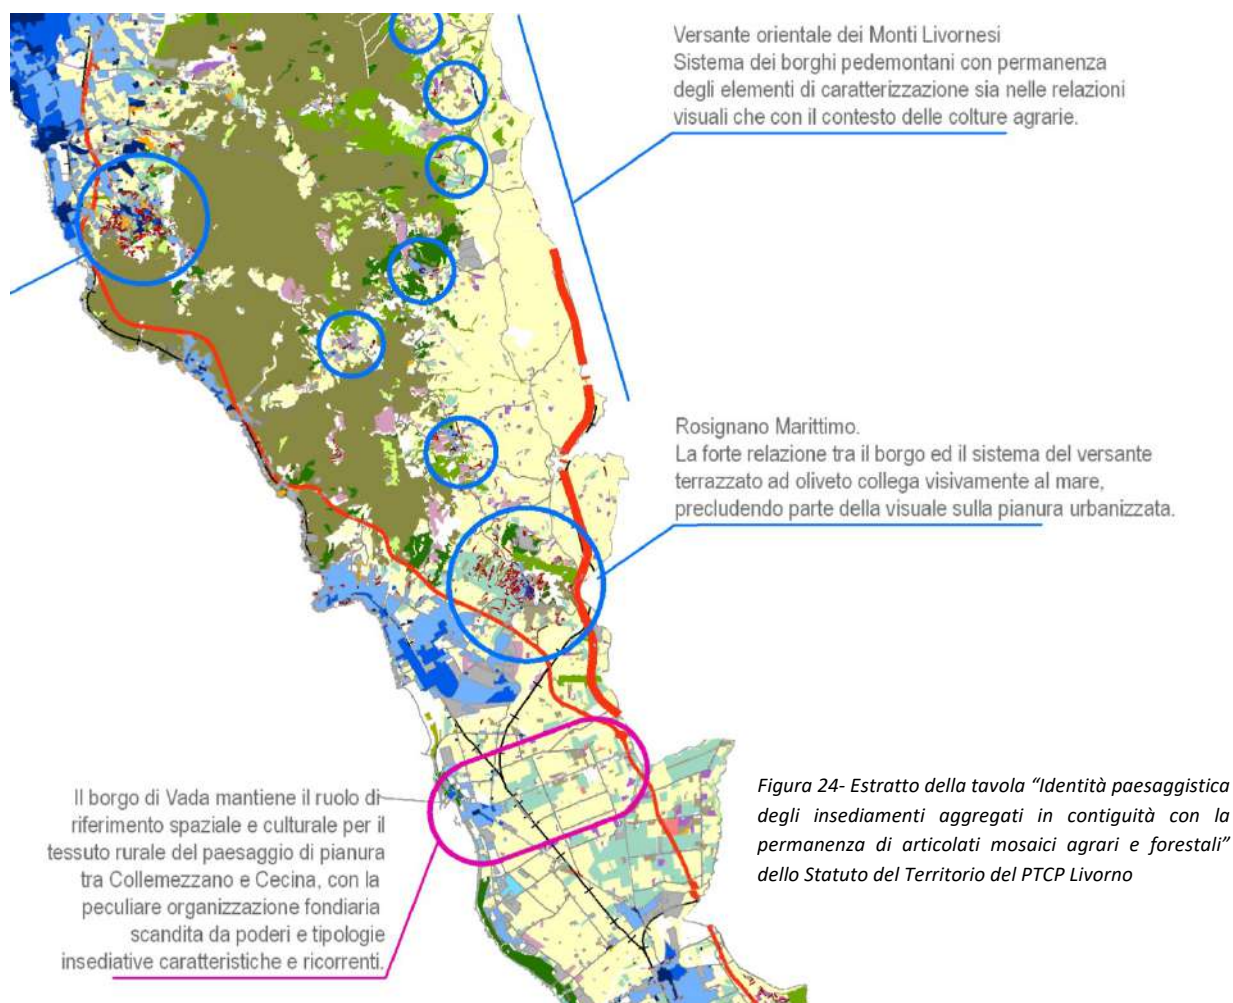 Versante orientale dei Monti Livornesi
Sistema dei borghi pedemontani con permanenza
degli elementi di caratterizzazione sia nelle relazioni
visuali che con il contesto delle colture agrarie.
Rosignano Marittimo.
La forte relazione tra il borgo ed il sistema del versante
terrazzato ad oliveto collega visivamente al mare,
precludendo parte della visuale sulla pianura urbanizzata.
Il borgo di Vada mantiene il ruolo di
riferimento spaziale e culturale per il
tessuto rurale del paesaggio di pianura
tra Collemezzano e Cecina, con la
peculiare organizzazione fondiaria
scandita da poderi e tipologie
insediative caratteristiche e ricorrenti.
Figura 24- Estratto della tavola “Identità paesaggistica
degli insediamenti aggregati in contiguità con la
permanenza di articolati mosaici agrari e forestali”
dello Statuto del Territorio del PTCP Livorno